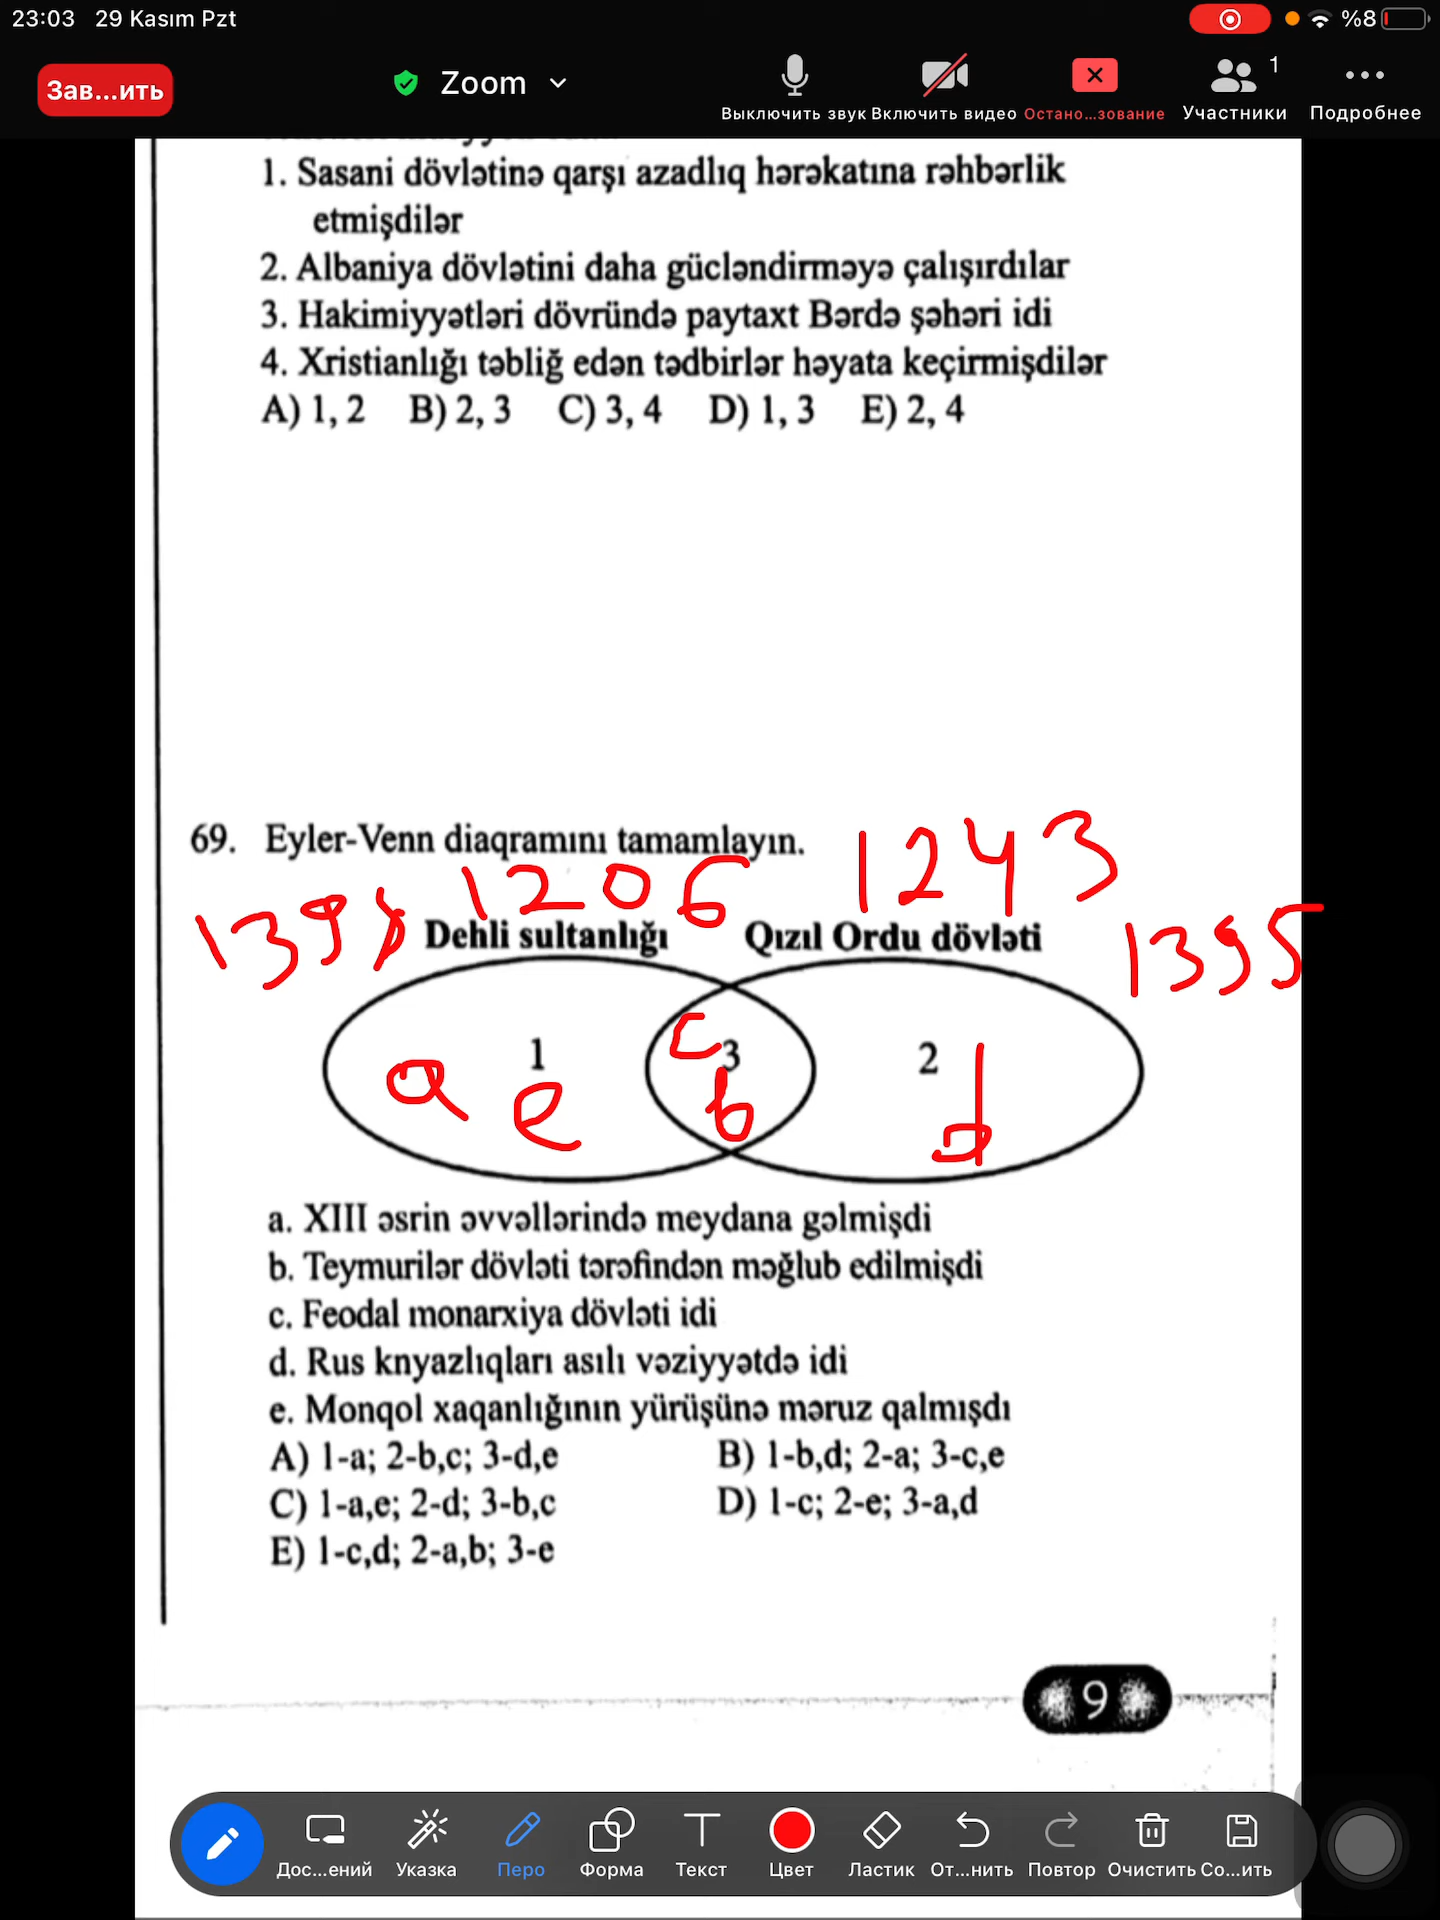 23:03 29 Kasım Pzt %8
Зав...ить
Zoom
1
Выключить звук Включить видео Остано...зование Участники Подробнее
1. Sasani dövlətinə qarşı azadlıq hərəkatına rəhbərlik
etmişdilər
2. Albaniya dövlətini daha gücləndirməyə çalışırdılar
3. Hakimiyyətləri dövründə paytaxt Bərdə şəhəri idi
4. Xristianlığı təbliğ edən tədbirlər həyata keçirmişdilər
A) 1, 2 B) 2, 3 C) 3, 4 D) 1, 3 E) 2, 4
69. Eyler-Venn diaqramını tamamlayın.
1206 1243
1395
Dehli sultanlığı Qızıl Ordu dövləti
c
1 3 2
a e b d
a. XIII əsrin əvvəllərində meydana gəlmişdi
b. Teymurilər dövləti tərəfindən məğlub edilmişdi
c. Feodal monarxiya dövləti idi
d. Rus knyazlıqları asılı vəziyyətdə idi
e. Monqol xaqanlığının yürüşünə məruz qalmışdı
A) 1-a; 2-b,c; 3-d,e B) 1-b,d; 2-a; 3-c,e
C) 1-a,e; 2-d; 3-b,c D) 1-c; 2-e; 3-a,d
E) 1-c,d; 2-a,b; 3-e
9
Дос...ений Указка Перо Форма Текст Цвет Ластик От...нить Повтор Очистить Со...ить